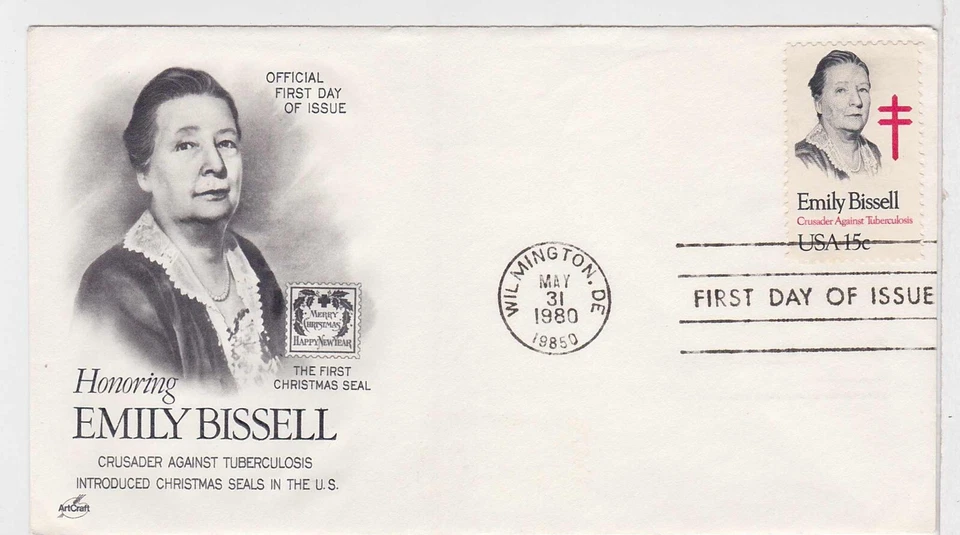 OFFICIAL
FIRST DAY
OF ISSUE
MERRY
CHRISTMAS
HAPPY NEW YEAR
THE FIRST
CHRISTMAS SEAL
Honoring
EMILY BISSELL
CRUSADER AGAINST TUBERCULOSIS
INTRODUCED CHRISTMAS SEALS IN THE U.S.
ArtCraft
WILMINGTON, DE
MAY
31
1980
19850
Emily Bissell
Crusader Against Tuberculosis
USA 15c
FIRST DAY OF ISSUE